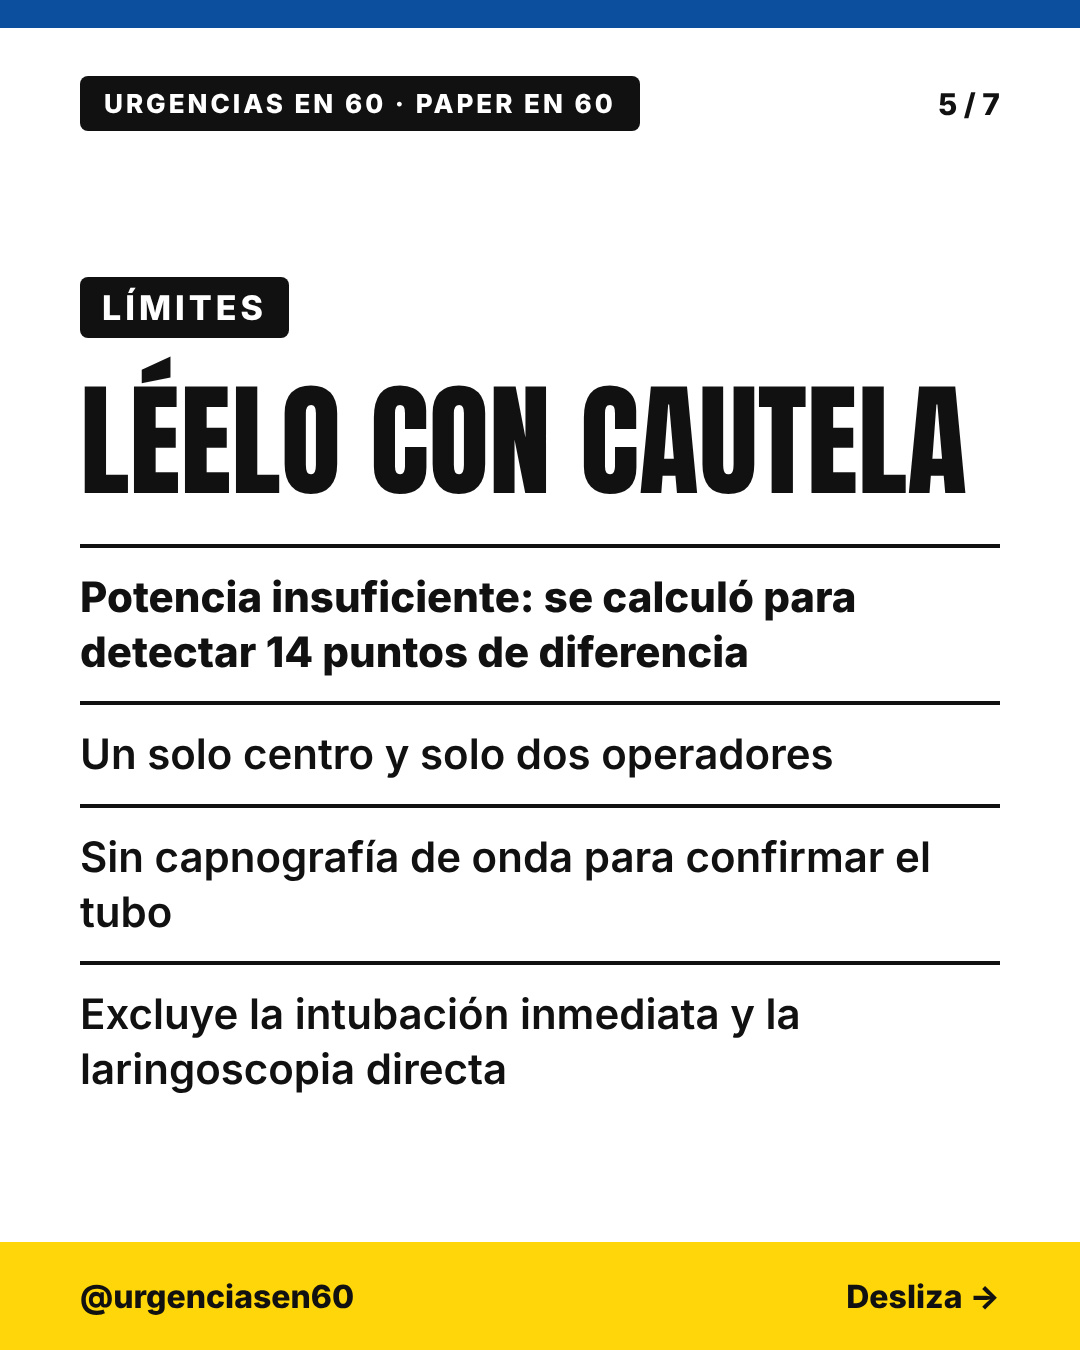 URGENCIAS EN 60 · PAPER EN 60
5 / 7
LÍMITES
LÉELO CON CAUTELA
Potencia insuficiente: se calculó para
detectar 14 puntos de diferencia
Un solo centro y solo dos operadores
Sin capnografía de onda para confirmar el
tubo
Excluye la intubación inmediata y la
laringoscopia directa
@urgenciasen60
Desliza →